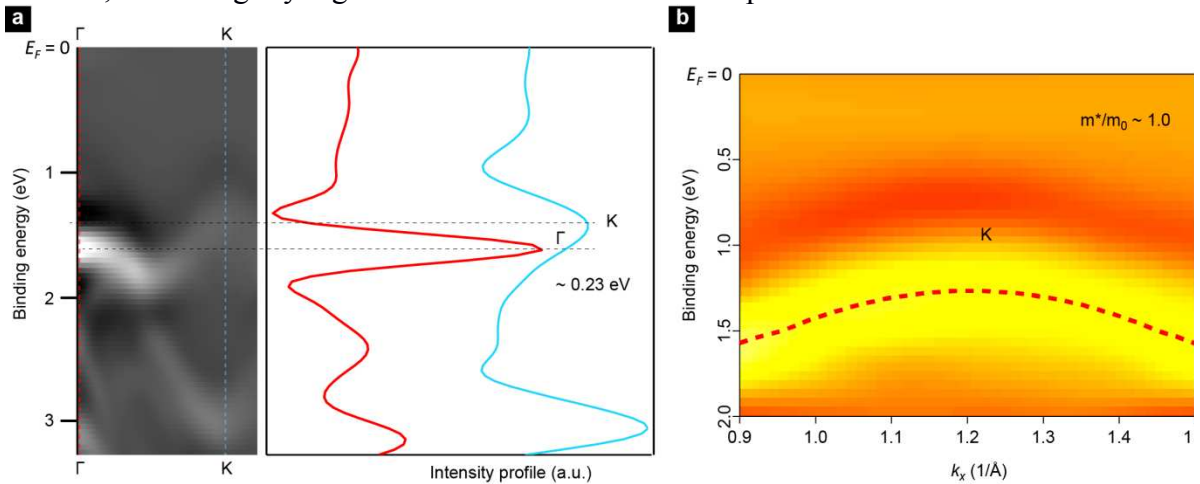 a
Γ
K
E_F = 0
1
2
3
Binding energy (eV)
Γ
K
K
Γ
~ 0.23 eV
Intensity profile (a.u.)
b
E_F = 0
0.5
1.0
1.5
2.0
Binding energy (eV)
m*/m₀ ~ 1.0
K
0.9
1.0
1.1
1.2
1.3
1.4
k_x (1/Å)